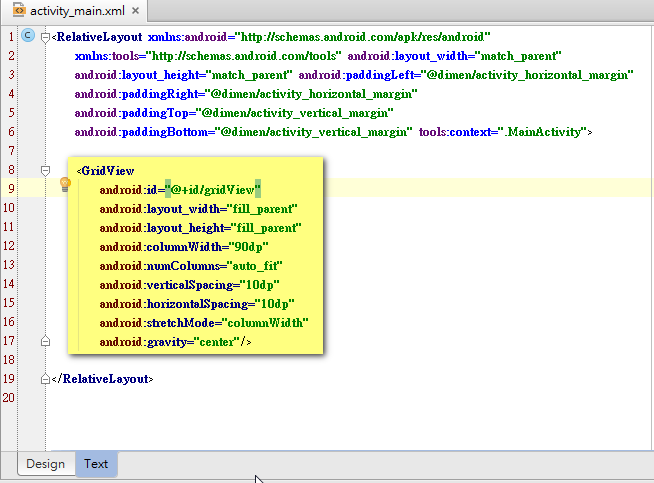 activity_main.xml ×
1 C <RelativeLayout xmlns:android="http://schemas.android.com/apk/res/android"
2 xmlns:tools="http://schemas.android.com/tools" android:layout_width="match_parent"
3 android:layout_height="match_parent" android:paddingLeft="@dimen/activity_horizontal_margin"
4 android:paddingRight="@dimen/activity_horizontal_margin"
5 android:paddingTop="@dimen/activity_vertical_margin"
6 android:paddingBottom="@dimen/activity_vertical_margin" tools:context=".MainActivity">
7
8 <GridView
9 android:id="@+id/gridView"
10 android:layout_width="fill_parent"
11 android:layout_height="fill_parent"
12 android:columnWidth="90dp"
13 android:numColumns="auto_fit"
14 android:verticalSpacing="10dp"
15 android:horizontalSpacing="10dp"
16 android:stretchMode="columnWidth"
17 android:gravity="center"/>
18
19 </RelativeLayout>
20
Design Text